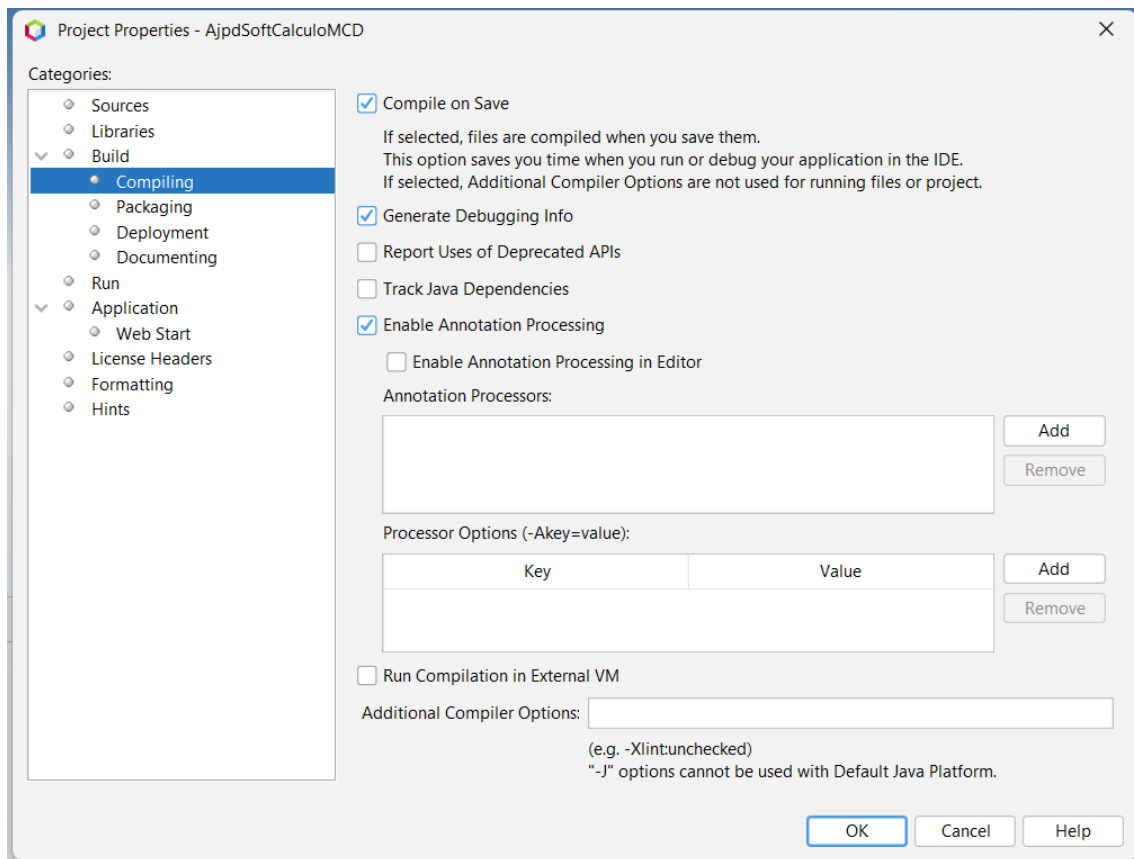 Project Properties - AjpdSoftCalculoMCD
Categories:
Sources
Libraries
Build
Compiling
Packaging
Deployment
Documenting
Run
Application
Web Start
License Headers
Formatting
Hints
Compile on Save
If selected, files are compiled when you save them.
This option saves you time when you run or debug your application in the IDE.
If selected, Additional Compiler Options are not used for running files or project.
Generate Debugging Info
Report Uses of Deprecated APIs
Track Java Dependencies
Enable Annotation Processing
Enable Annotation Processing in Editor
Annotation Processors:
Add
Remove
Processor Options (-Akey=value):
Key Value
Add
Remove
Run Compilation in External VM
Additional Compiler Options:
(e.g. -Xlint:unchecked)
"-J" options cannot be used with Default Java Platform.
OK Cancel Help